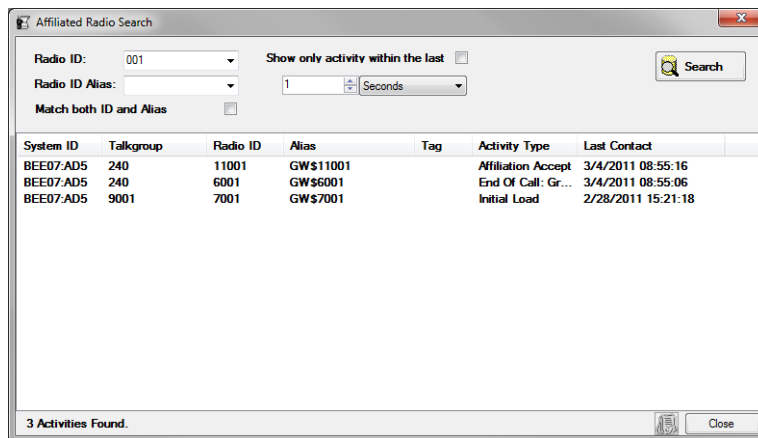 Affiliated Radio Search
Radio ID: 001 Show only activity within the last
Search
Radio ID Alias: 1 Seconds
Match both ID and Alias
System ID Talkgroup Radio ID Alias Tag Activity Type Last Contact
BEE07:AD5 240 11001 GW$11001 Affiliation Accept 3/4/2011 08:55:16
BEE07:AD5 240 6001 GW$6001 End Of Call: Gr... 3/4/2011 08:55:06
BEE07:AD5 9001 7001 GW$7001 Initial Load 2/28/2011 15:21:18
3 Activities Found. Close